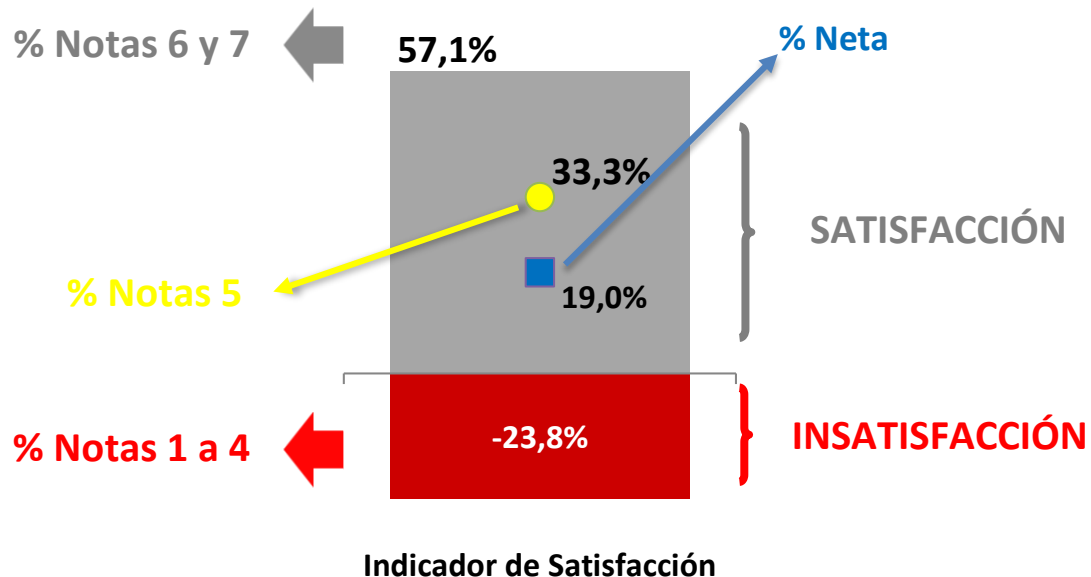 % Notas 6 y 7
57,1%
% Neta
33,3%
SATISFACCIÓN
% Notas 5
19,0%
% Notas 1 a 4
-23,8%
INSATISFACCIÓN
Indicador de Satisfacción